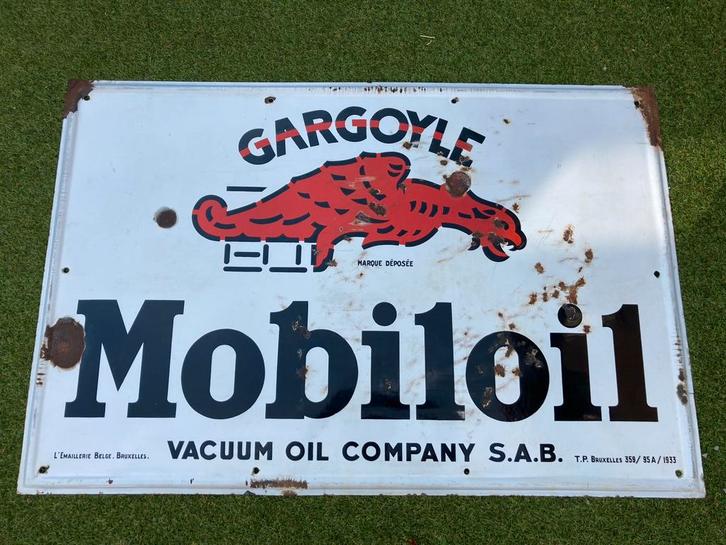 GARGOYLE
MARQUE DÉPOSÉE
Mobiloil
VACUUM OIL COMPANY S.A.B.
L'EMAILLERIE BELGE. BRUXELLES.
T.P. BRUXELLES 359/95A/1933